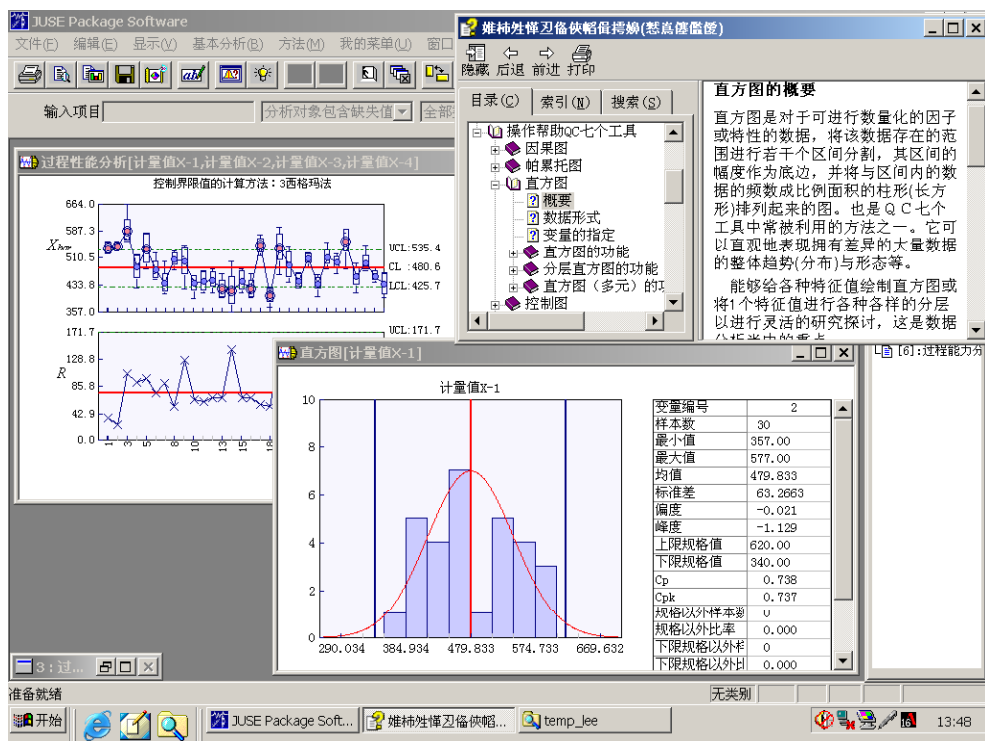 JUSE Package Software
文件(F) 编辑(E) 显示(V) 基本分析(B) 方法(M) 我的菜单(U) 窗口
输入项目
分析对象包含缺失值
全部
过程性能分析[计量值X-1,计量值X-2,计量值X-3,计量值X-4]
控制界限值的计算方法：3西格玛法
664.0
587.3
510.5
433.8
357.0
UCL:535.4
CL :480.6
LCL:425.7
171.7
128.8
R
85.8
42.9
0.0
UCL:171.7
1 3 5 8 10 13 15 18
隐藏 后退 前进 打印
目录(C) 索引(N) 搜索(S)
操作帮助QC七个工具
因果图
帕累托图
直方图
概要
数据形式
变量的指定
直方图的功能
分层直方图的功能
直方图（多元）的
控制图
直方图的概要
直方图是对于可进行数量化的因子
或特性的数据，将该数据存在的范
围进行若干个区间分割，其区间的
幅度作为底边，并将与区间内的数
据的频数成比例面积的柱形(长方
形)排列起来的图。也是ＱＣ七个
工具中常被利用的方法之一。它可
以直观地表现拥有差异的大量数据
的整体趋势(分布)与形态等。
能够给各种特征值绘制直方图或
将1个特征值进行各种各样的分层
以进行灵活的研究探讨，这是数据
[6]:过程能力分
直方图[计量值X-1]
计量值X-1
10
8
6
4
2
0
290.034 384.934 479.833 574.733 669.632
变量编号 2
样本数 30
最小值 357.00
最大值 577.00
均值 479.833
标准差 63.2663
偏度 -0.021
峰度 -1.129
上限规格值 620.00
下限规格值 340.00
Cp 0.738
Cpk 0.737
规格以外样本数 0
规格以外比率 0.000
下限规格以外 0
下限规格以外 0.000
3:过...
准备就绪
无类别
开始
JUSE Package Soft...
temp_lee
13:48